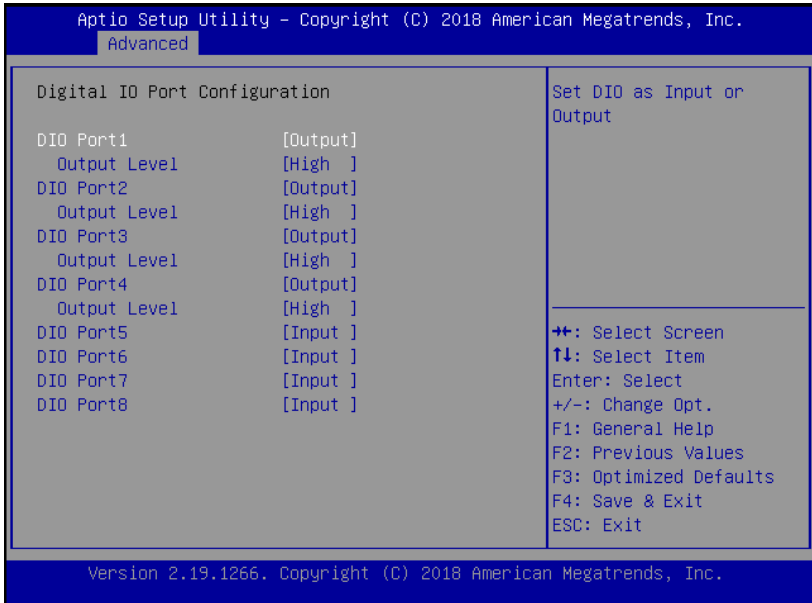 Aptio Setup Utility – Copyright (C) 2018 American Megatrends, Inc.
Advanced
Digital IO Port Configuration
DIO Port1 [Output]
Output Level [High ]
DIO Port2 [Output]
Output Level [High ]
DIO Port3 [Output]
Output Level [High ]
DIO Port4 [Output]
Output Level [High ]
DIO Port5 [Input ]
DIO Port6 [Input ]
DIO Port7 [Input ]
DIO Port8 [Input ]
Set DIO as Input or
Output
→←: Select Screen
↑↓: Select Item
Enter: Select
+/-: Change Opt.
F1: General Help
F2: Previous Values
F3: Optimized Defaults
F4: Save & Exit
ESC: Exit
Version 2.19.1266. Copyright (C) 2018 American Megatrends, Inc.